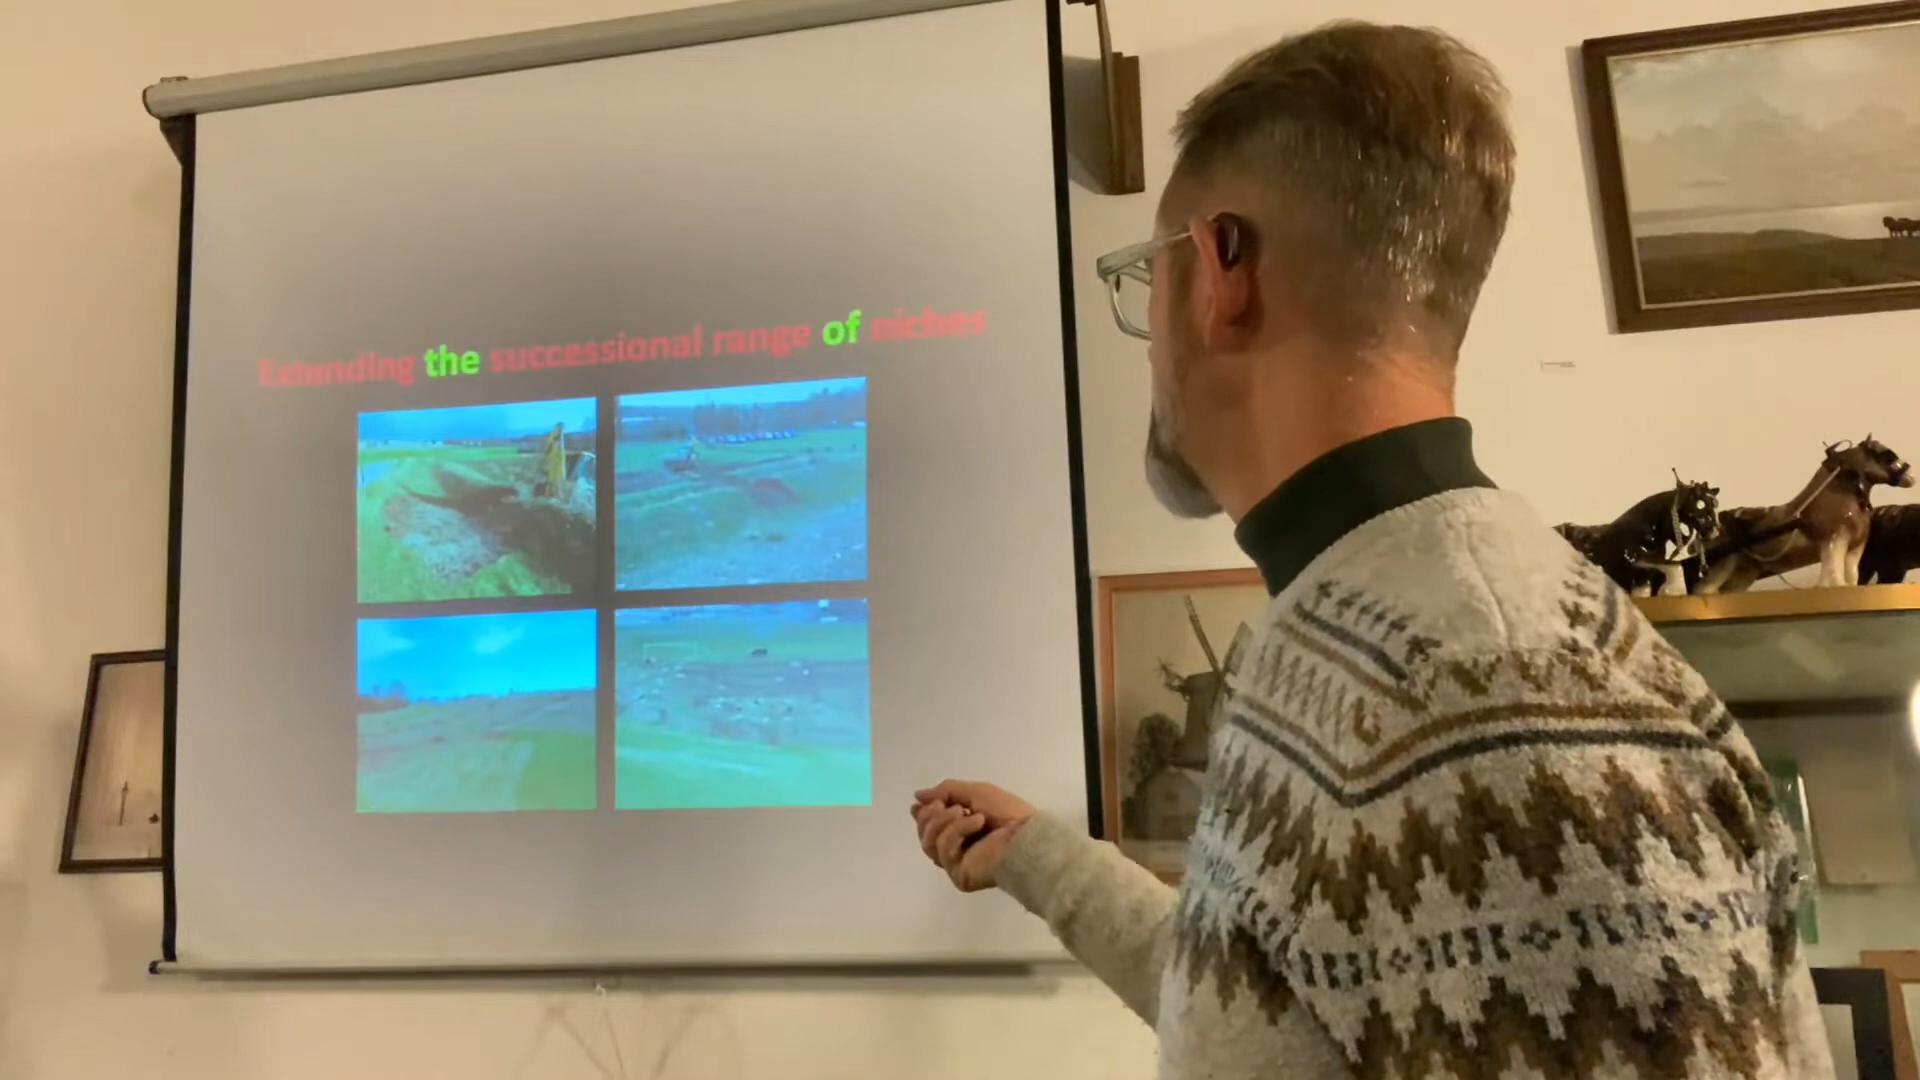 Extending the successional range of niches